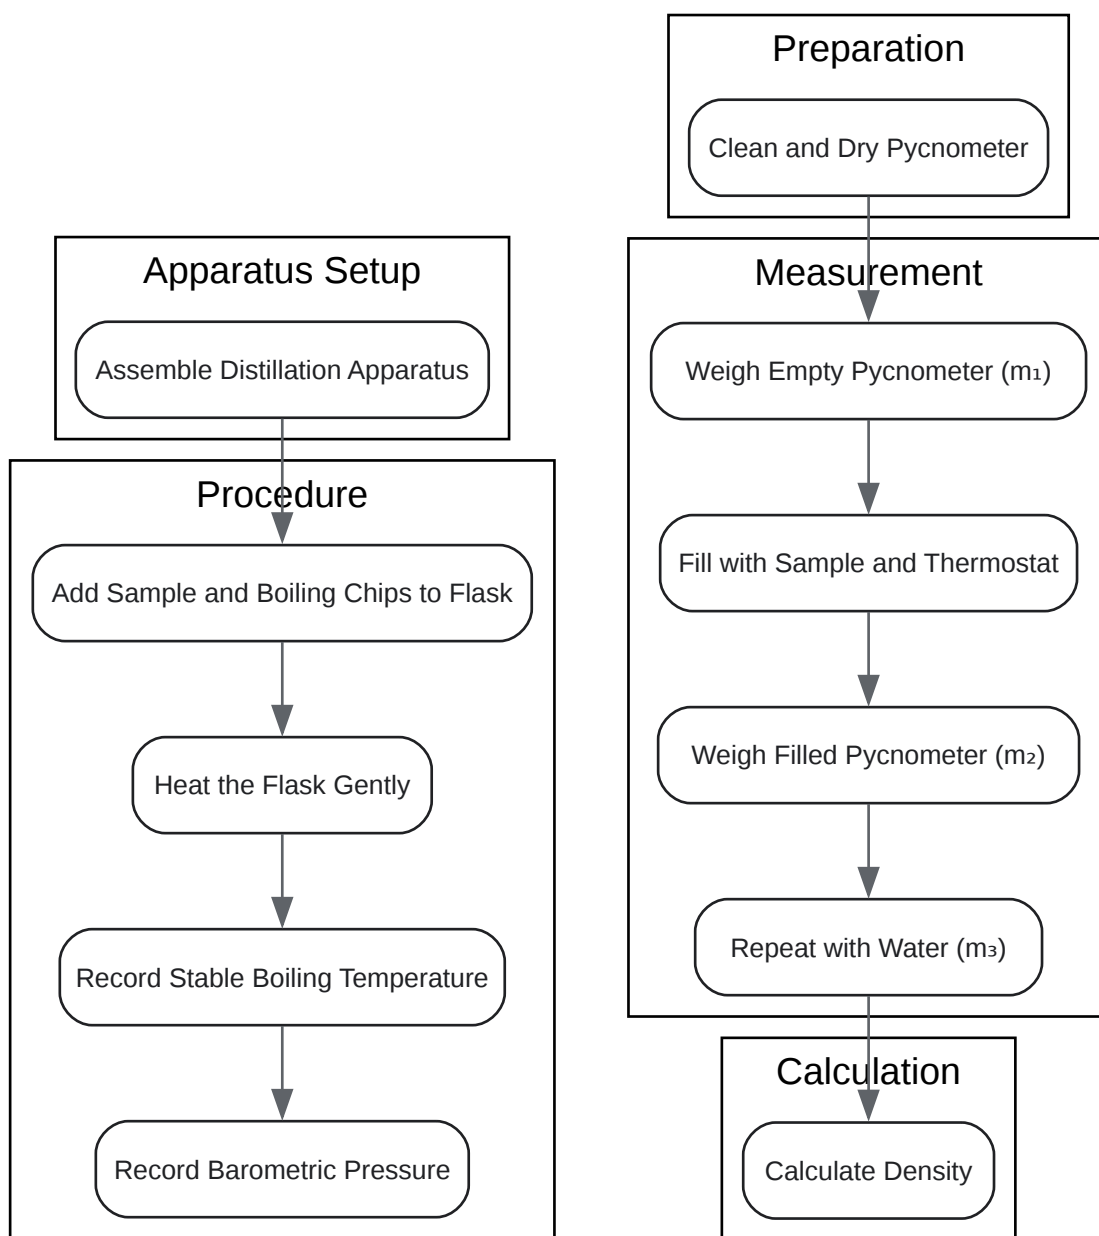 Apparatus Setup
Assemble Distillation Apparatus
Procedure
Add Sample and Boiling Chips to Flask
Heat the Flask Gently
Record Stable Boiling Temperature
Record Barometric Pressure
Preparation
Clean and Dry Pycnometer
Measurement
Weigh Empty Pycnometer (m₁)
Fill with Sample and Thermostat
Weigh Filled Pycnometer (m₂)
Repeat with Water (m₃)
Calculation
Calculate Density